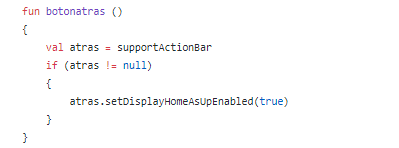 fun botonatras ()
{
val atras = supportActionBar
if (atras != null)
{
atras.setDisplayHomeAsUpEnabled(true)
}
}